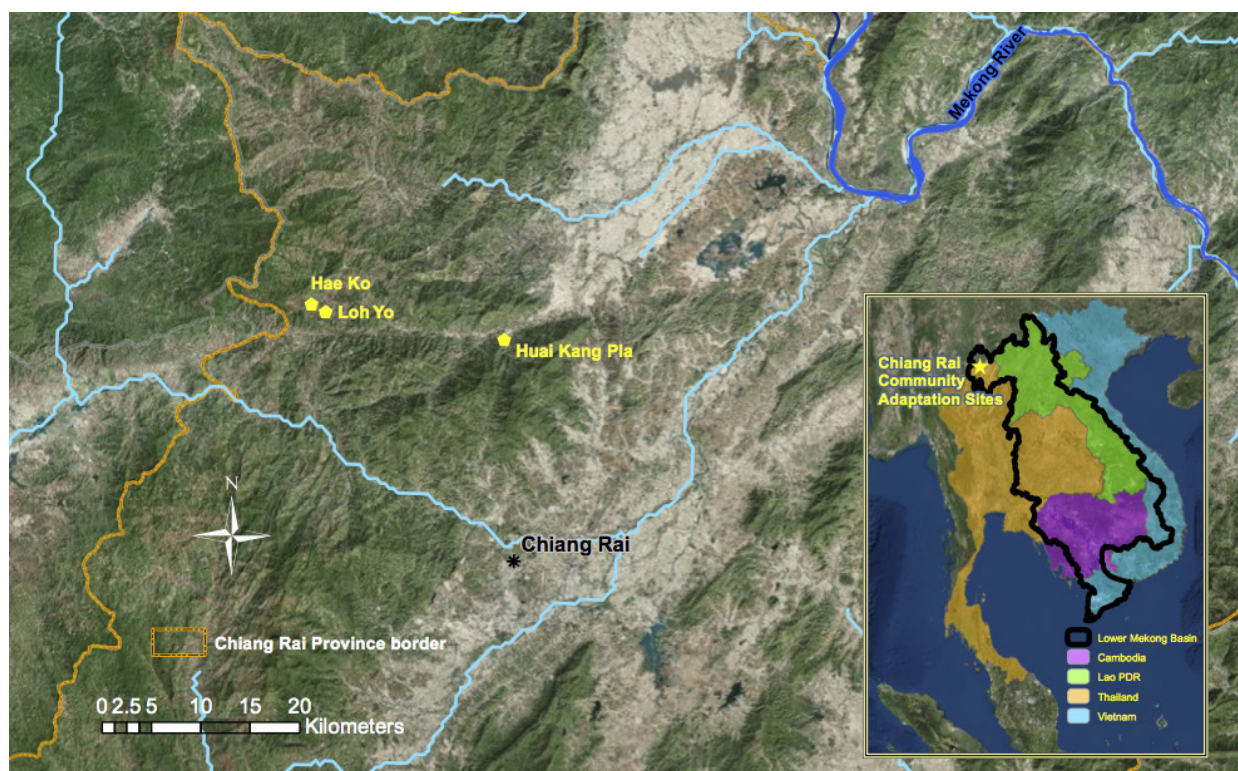 Mekong River
Hae Ko
Loh Yo
Huai Kang Pla
N
Chiang Rai
Chiang Rai Province border
0 2.5 5 10 15 20
Kilometers
Chiang Rai
Community
Adaptation Sites
Lower Mekong Basin
Cambodia
Lao PDR
Thailand
Vietnam